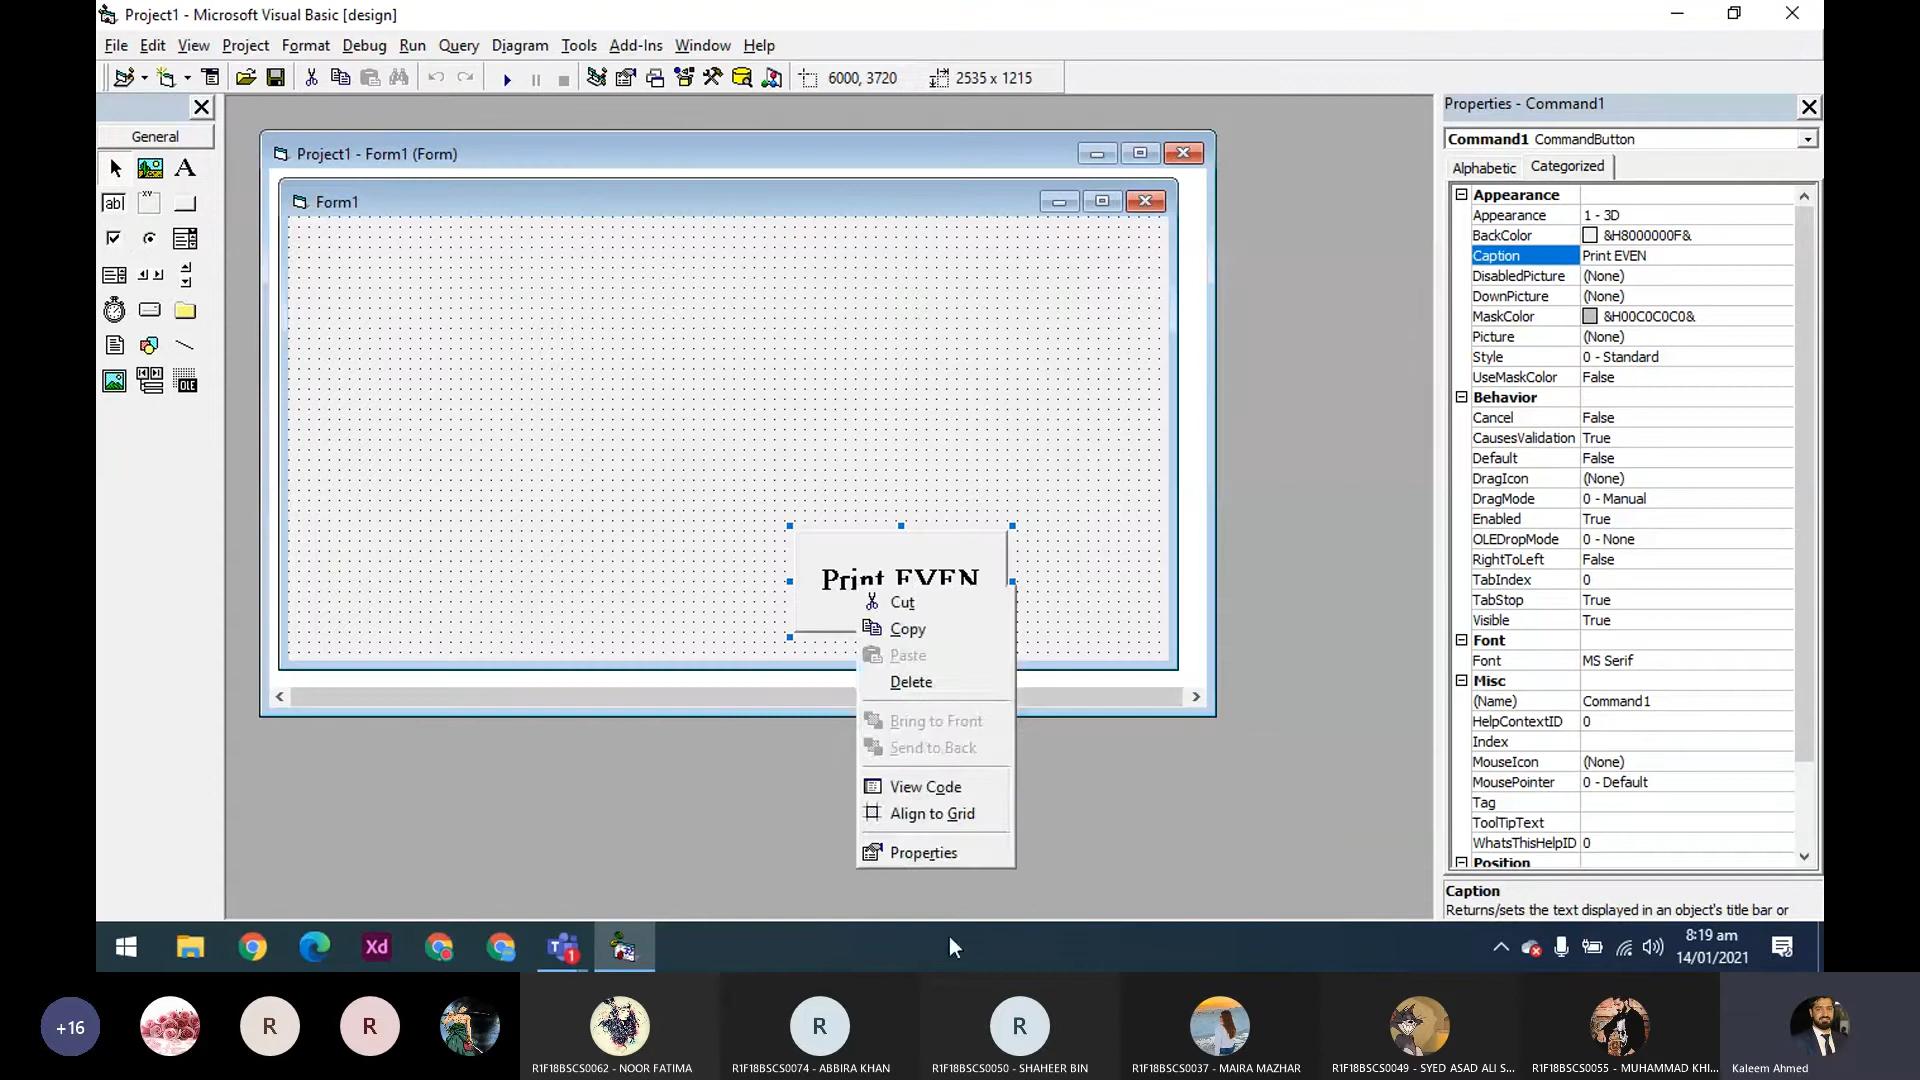 Project1 - Microsoft Visual Basic [design]
File Edit View Project Format Debug Run Query Diagram Tools Add-Ins Window Help
6000, 3720 2535 x 1215
General
A
ab|
XY
OLE
Project1 - Form1 (Form)
Form1
Print EVEN
Cut
Copy
Paste
Delete
Bring to Front
Send to Back
View Code
Align to Grid
Properties
Properties - Command1
Command1 CommandButton
Alphabetic Categorized
Appearance
Appearance 1 - 3D
BackColor &H8000000F&
Caption Print EVEN
DisabledPicture (None)
DownPicture (None)
MaskColor &H00C0C0C0&
Picture (None)
Style 0 - Standard
UseMaskColor False
Behavior
Cancel False
CausesValidation True
Default False
DragIcon (None)
DragMode 0 - Manual
Enabled True
OLEDropMode 0 - None
RightToLeft False
TabIndex 0
TabStop True
Visible True
Font
Font MS Serif
Misc
(Name) Command1
HelpContextID 0
Index
MouseIcon (None)
MousePointer 0 - Default
Tag
ToolTipText
WhatsThisHelpID 0
Position
Caption
Returns/sets the text displayed in an object's title bar or
Xd
1
8:19 am
14/01/2021
+16
R
R
R
R
R1F18BSCS0062 - NOOR FATIMA
R1F18BSCS0074 - ABBIRA KHAN
R1F18BSCS0050 - SHAHEER BIN
R1F18BSCS0037 - MAIRA MAZHAR
R1F18BSCS0049 - SYED ASAD ALI S...
R1F18BSCS0055 - MUHAMMAD KHI...
Kaleem Ahmed